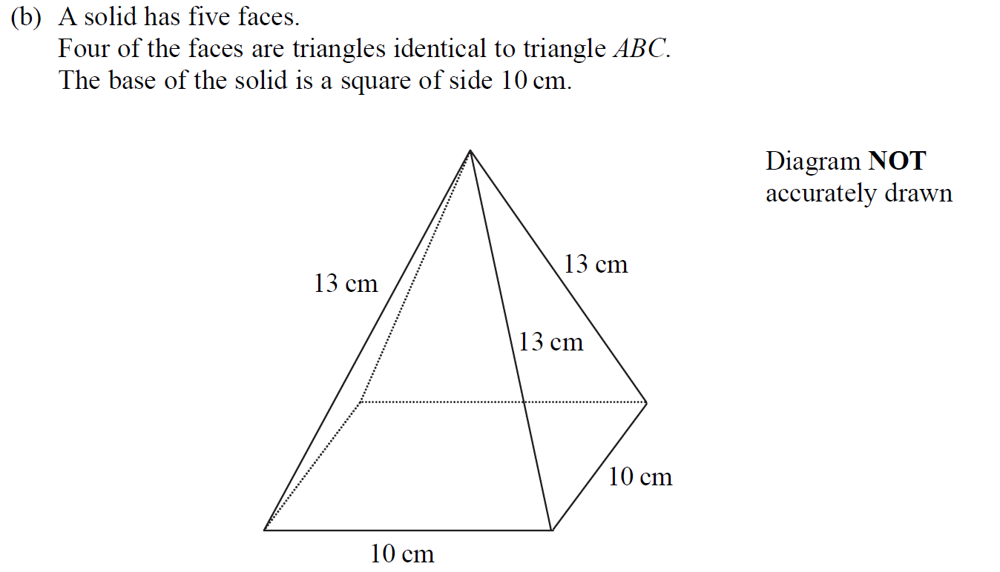 (b) A solid has five faces.
Four of the faces are triangles identical to triangle ABC.
The base of the solid is a square of side 10 cm.
Diagram NOT
accurately drawn
13 cm
13 cm
13 cm
10 cm
10 cm